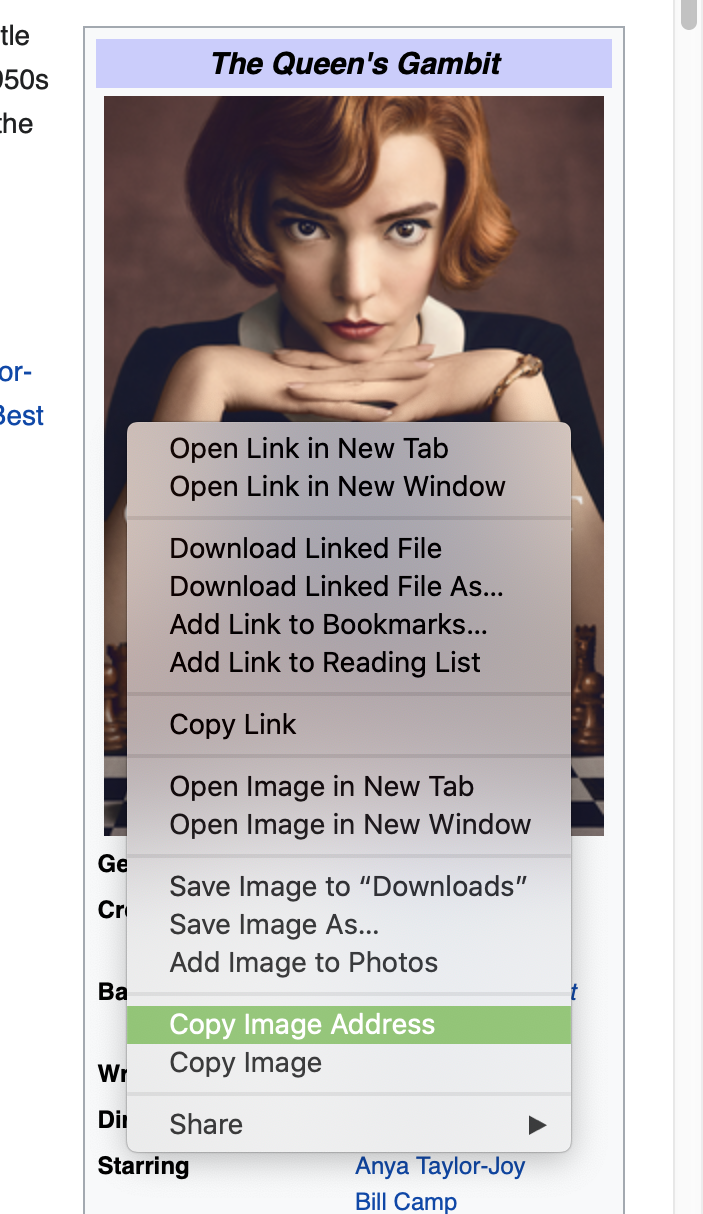 tle
950s
the
or-
Best
The Queen's Gambit
Open Link in New Tab
Open Link in New Window
Download Linked File
Download Linked File As...
Add Link to Bookmarks...
Add Link to Reading List
Copy Link
Open Image in New Tab
Open Image in New Window
Save Image to “Downloads”
Save Image As...
Add Image to Photos
Copy Image Address
Copy Image
Share
Ge
Cr
Ba
t
Wr
Dir
Starring
Anya Taylor-Joy
Bill Camp